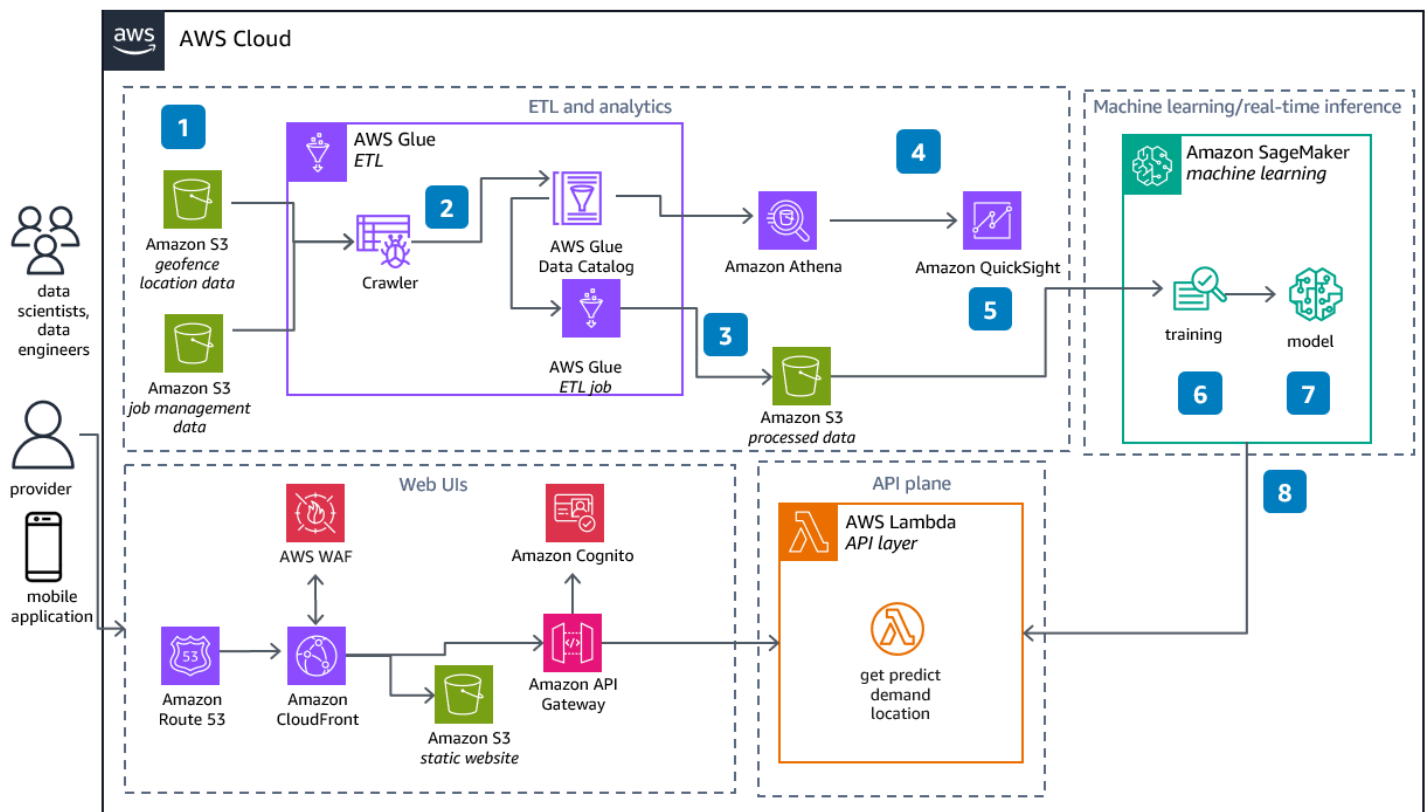 aws
AWS Cloud
ETL and analytics
1
AWS Glue
ETL
2
Amazon S3
geofence
location data
Crawler
AWS Glue
Data Catalog
Amazon S3
job management
data
AWS Glue
ETL job
3
Amazon S3
processed data
4
Amazon Athena
Amazon QuickSight
5
Machine learning/real-time inference
Amazon SageMaker
machine learning
training
model
6
7
8
data
scientists,
data
engineers
provider
mobile
application
Web UIs
AWS WAF
Amazon Cognito
53
Amazon
Route 53
Amazon
CloudFront
Amazon S3
static website
</>
Amazon API
Gateway
API plane
AWS Lambda
API layer
get predict
demand
location